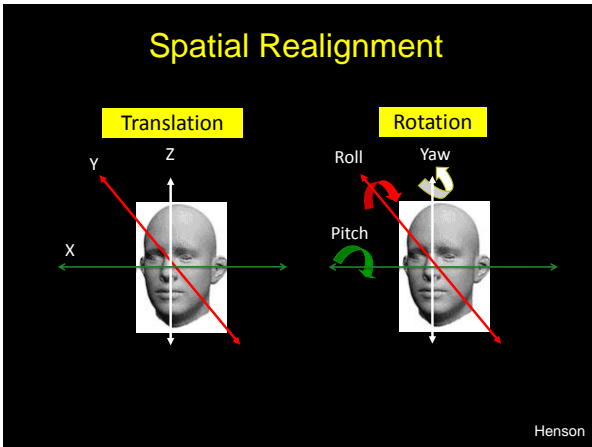 Spatial Realignment
Translation
Rotation
Z
Y
X
Roll
Yaw
Pitch
Henson